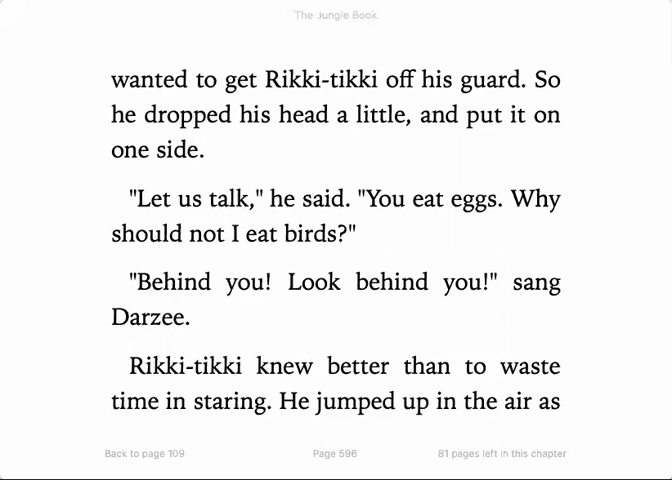 The Jungle Book
wanted to get Rikki-tikki off his guard. So
he dropped his head a little, and put it on
one side.
"Let us talk," he said. "You eat eggs. Why
should not I eat birds?"
"Behind you! Look behind you!" sang
Darzee.
Rikki-tikki knew better than to waste
time in staring. He jumped up in the air as
Back to page 109
Page 596
81 pages left in this chapter